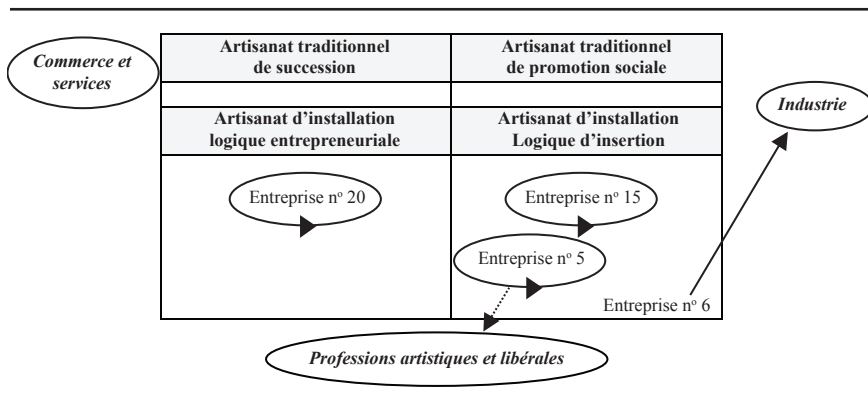 Commerce et
services
Artisanat traditionnel
de succession
Artisanat traditionnel
de promotion sociale
Industrie
Artisanat d'installation
logique entrepreneuriale
Artisanat d'installation
Logique d'insertion
Entreprise nº 20
Entreprise nº 15
Entreprise nº 5
Entreprise nº 6
Professions artistiques et libérales